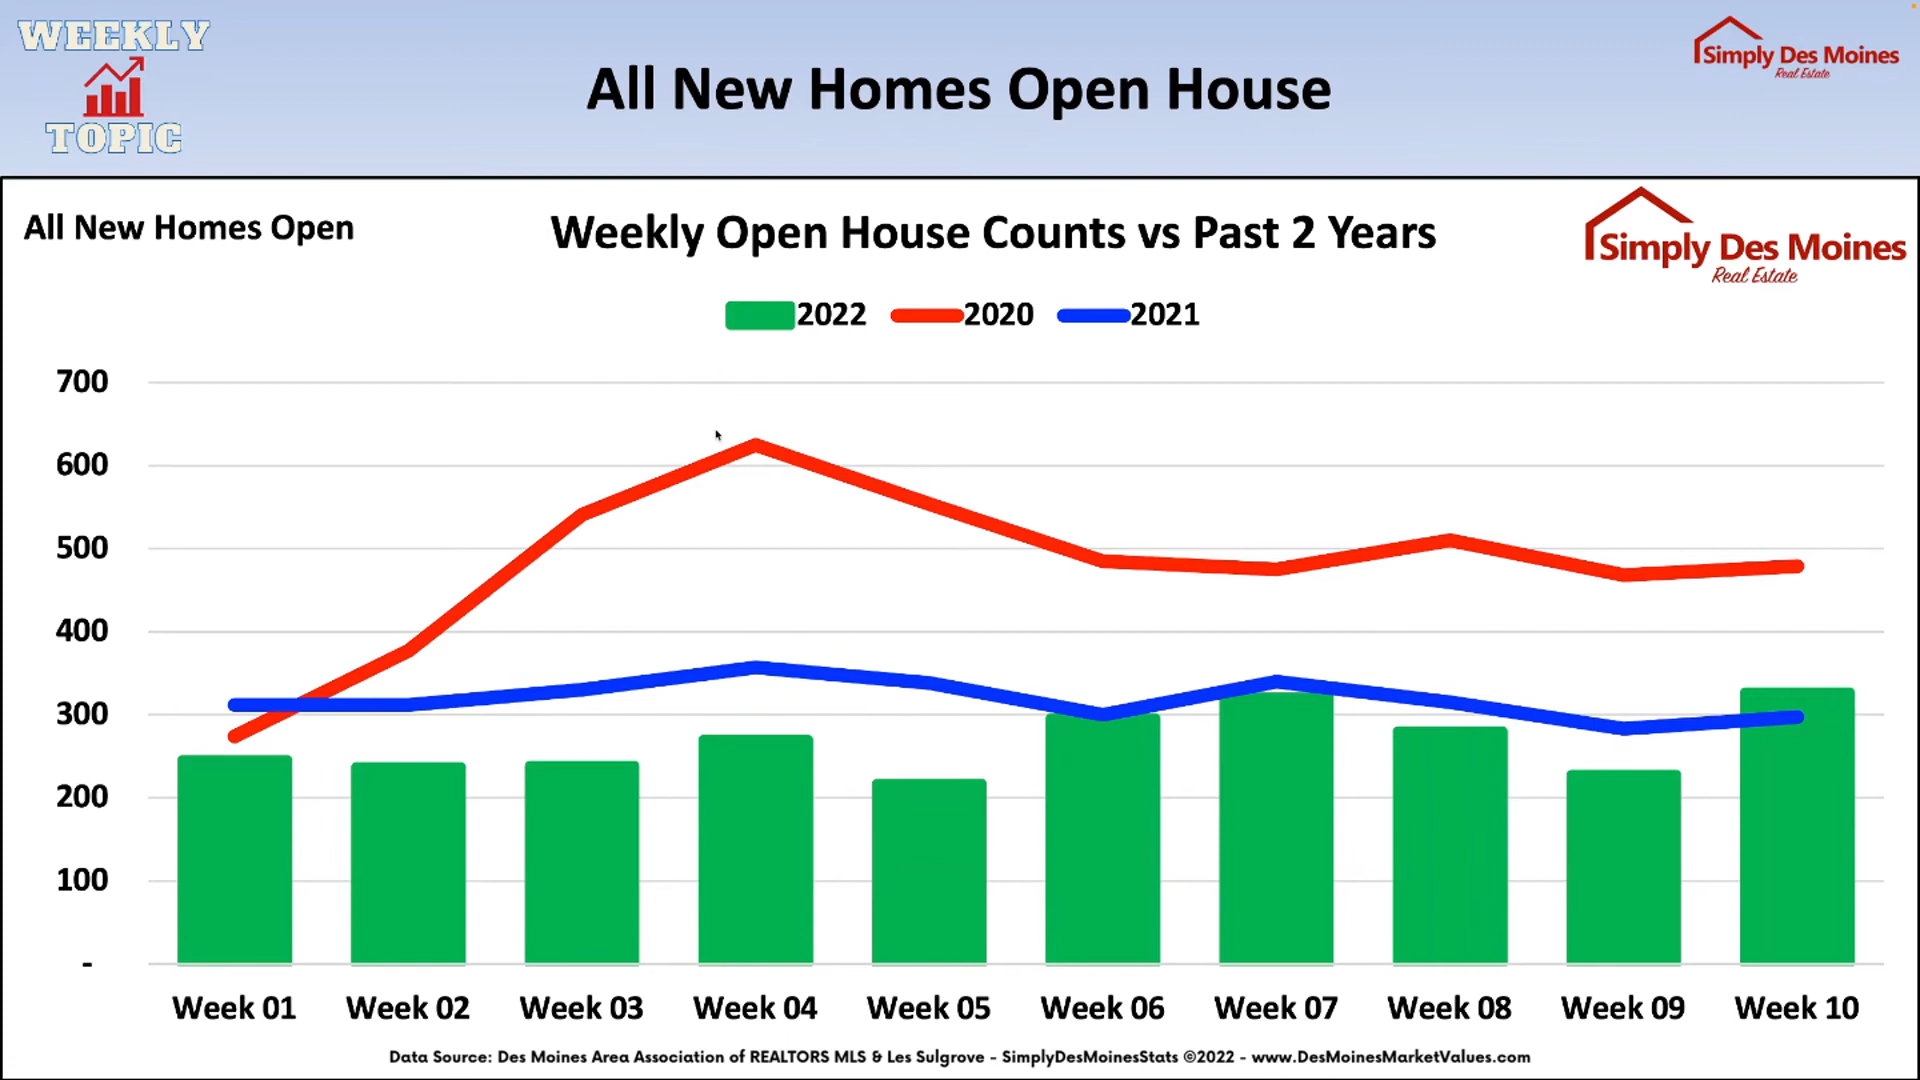 WEEKLY
TOPIC
All New Homes Open House
Simply Des Moines
Real Estate
All New Homes Open
Weekly Open House Counts vs Past 2 Years
Simply Des Moines
Real Estate
2022 2020 2021
700
600
500
400
300
200
100
-
Week 01 Week 02 Week 03 Week 04 Week 05 Week 06 Week 07 Week 08 Week 09 Week 10
Data Source: Des Moines Area Association of REALTORS MLS & Les Sulgrove - SimplyDesMoinesStats ©2022 - www.DesMoinesMarketValues.com